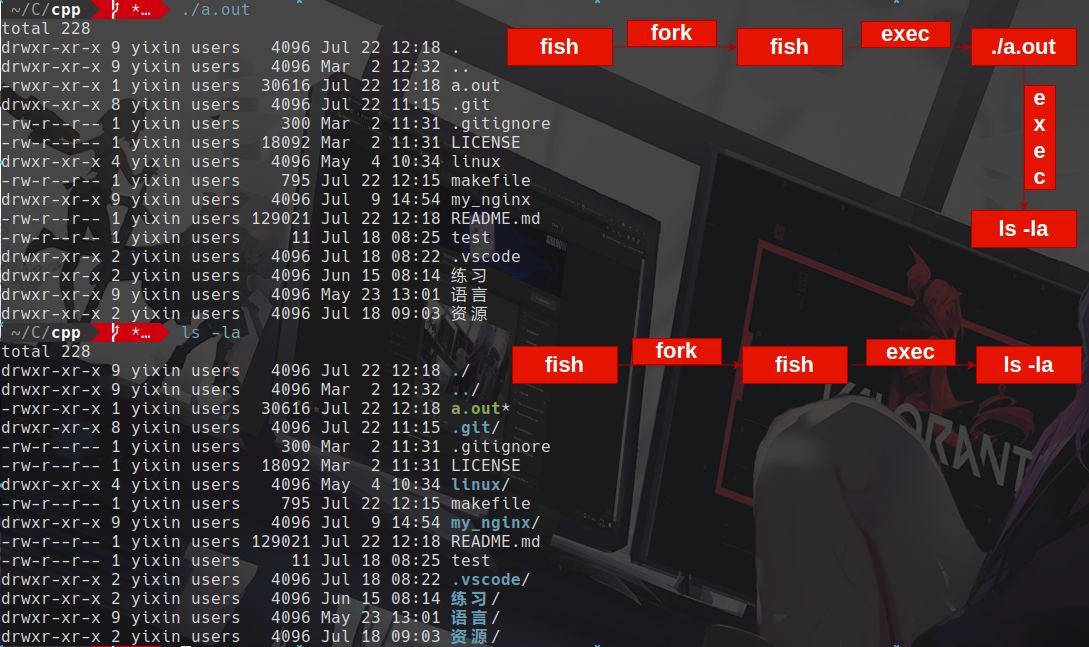 ~/C/cpp *… ./a.out
total 228
drwxr-xr-x 9 yixin users 4096 Jul 22 12:18 .
drwxr-xr-x 9 yixin users 4096 Mar 2 12:32 ..
-rwxr-xr-x 1 yixin users 30616 Jul 22 12:18 a.out
drwxr-xr-x 8 yixin users 4096 Jul 22 11:15 .git
-rw-r--r-- 1 yixin users 300 Mar 2 11:31 .gitignore
-rw-r--r-- 1 yixin users 18092 Mar 2 11:31 LICENSE
drwxr-xr-x 4 yixin users 4096 May 4 10:34 linux
-rw-r--r-- 1 yixin users 795 Jul 22 12:15 makefile
drwxr-xr-x 9 yixin users 4096 Jul 9 14:54 my_nginx
-rw-r--r-- 1 yixin users 129021 Jul 22 12:18 README.md
-rw-r--r-- 1 yixin users 11 Jul 18 08:25 test
drwxr-xr-x 2 yixin users 4096 Jul 18 08:22 .vscode
drwxr-xr-x 2 yixin users 4096 Jun 15 08:14 练习
drwxr-xr-x 9 yixin users 4096 May 23 13:01 语言
drwxr-xr-x 2 yixin users 4096 Jul 18 09:03 资源
fish fork fish exec ./a.out
exec
ls -la
~/C/cpp *… ls -la
total 228
drwxr-xr-x 9 yixin users 4096 Jul 22 12:18 ./
drwxr-xr-x 9 yixin users 4096 Mar 2 12:32 ../
-rwxr-xr-x 1 yixin users 30616 Jul 22 12:18 a.out*
drwxr-xr-x 8 yixin users 4096 Jul 22 11:15 .git/
-rw-r--r-- 1 yixin users 300 Mar 2 11:31 .gitignore
-rw-r--r-- 1 yixin users 18092 Mar 2 11:31 LICENSE
drwxr-xr-x 4 yixin users 4096 May 4 10:34 linux/
-rw-r--r-- 1 yixin users 795 Jul 22 12:15 makefile
drwxr-xr-x 9 yixin users 4096 Jul 9 14:54 my_nginx/
-rw-r--r-- 1 yixin users 129021 Jul 22 12:18 README.md
-rw-r--r-- 1 yixin users 11 Jul 18 08:25 test
drwxr-xr-x 2 yixin users 4096 Jul 18 08:22 .vscode/
drwxr-xr-x 2 yixin users 4096 Jun 15 08:14 练习/
drwxr-xr-x 9 yixin users 4096 May 23 13:01 语言/
drwxr-xr-x 2 yixin users 4096 Jul 18 09:03 资源/
fish fork fish exec ls -la